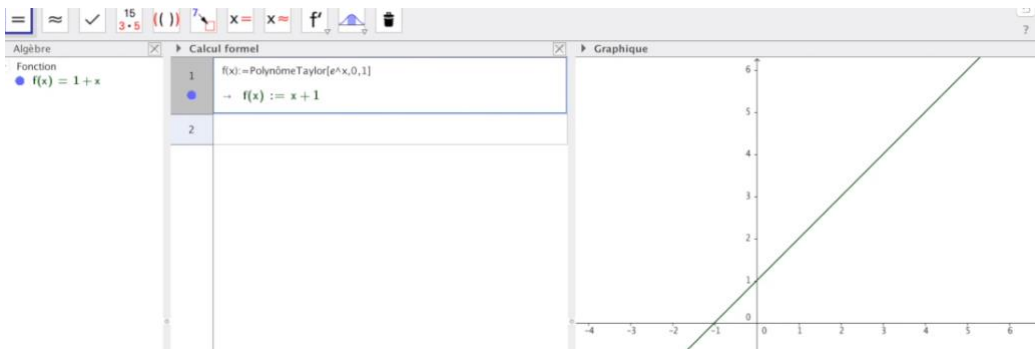 = ≈ ✓ 15 3•5 (( )) 7 x = x ≈ f′
?
Algèbre
Calcul formel
Graphique
Fonction
f(x) = 1 + x
1
f(x):=PolynômeTaylor[e^x,0,1]
→ f(x) := x + 1
2
6
5
4
3
2
1
0
-4 -3 -2 -1 0 1 2 3 4 5 6